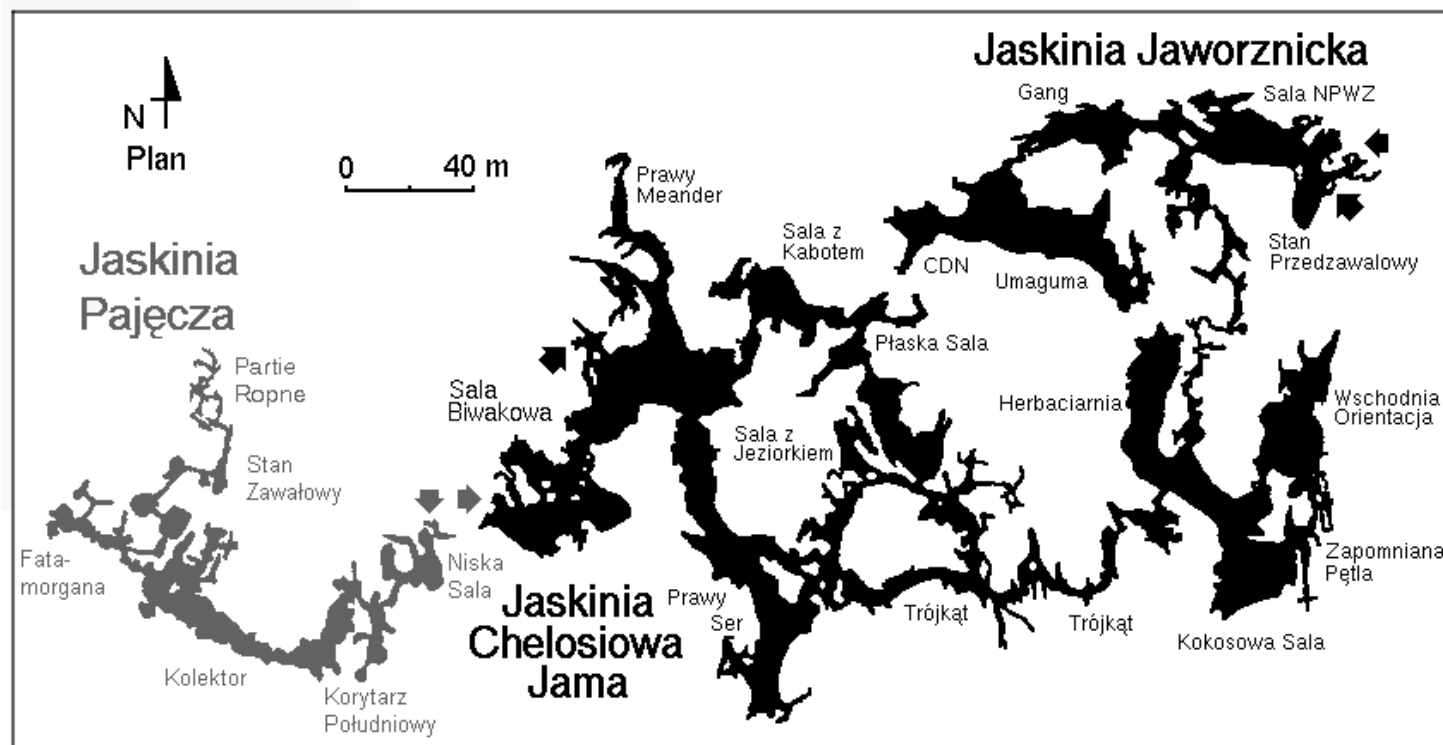 Jaskinia Jaworznicka
Gang
Sala NPWZ
N
Plan
0 40 m
Prawy
Meander
Sala z
Kabotem
CDN
Umaguma
Stan
Przedzawalowy
Jaskinia
Pajęcza
Płaska Sala
Partie
Ropne
Sala
Biwakowa
Herbaciarnia
Wschodnia
Orientacja
Sala z
Jeziorkiem
Stan
Zawałowy
Fata-
morgana
Niska
Sala
Zapomniana
Pętla
Jaskinia
Chelosiowa
Jama
Prawy
Ser
Trójkąt
Trójkąt
Kokosowa Sala
Kolektor
Korytarz
Południowy